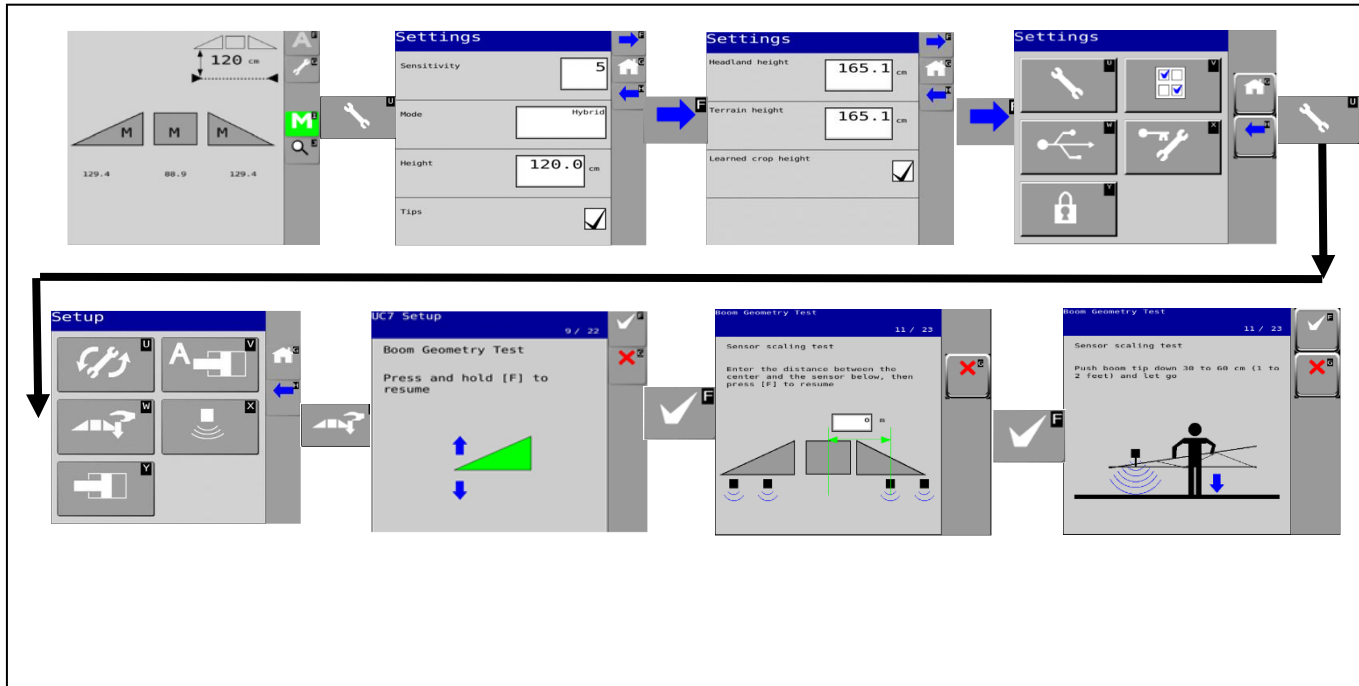 A F
120 cm
G
M M M
M I
J
129.4 88.9 129.4
U
Settings
F
Sensitivity 5
G
Mode Hybrid
I
Height 120.0 cm
Tips
F
Settings
F
Headland height 165.1 cm
G
I
Terrain height 165.1 cm
Learned crop height
Settings
U V
G
W X
I
Y
U
Setup
U A V
G
W X
I
Y
UC7 Setup
9/ 22
F
Boom Geometry Test
G
Press and hold [F] to
resume
F
Boom Geometry Test
11/ 23
Sensor scaling test
Enter the distance between the
center and the sensor below, then
press [F] to resume
G
0 m
F
Boom Geometry Test
11/ 23
F
Sensor scaling test
Push boom tip down 30 to 60 cm (1 to
2 feet) and let go
G